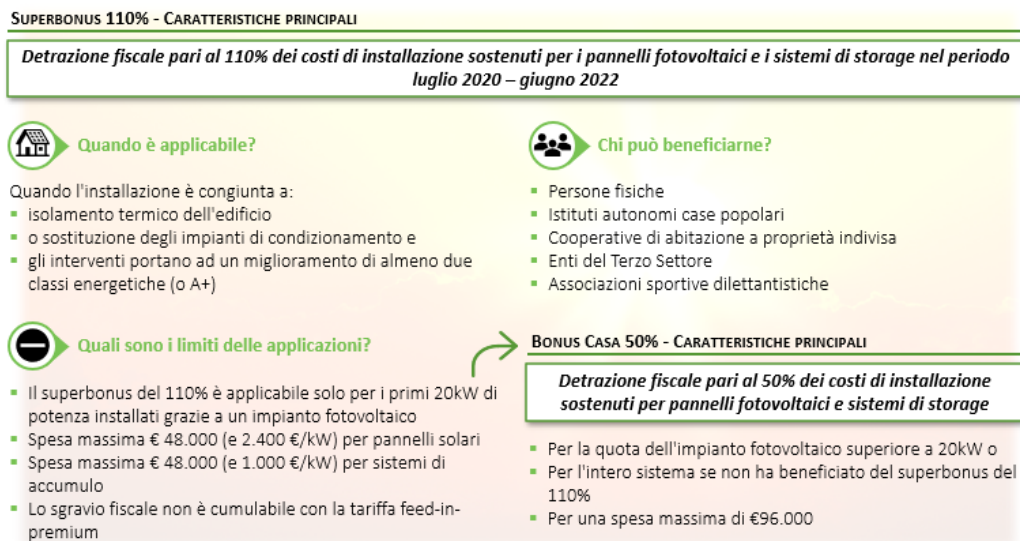 SUPERBONUS 110% - CARATTERISTICHE PRINCIPALI
Detrazione fiscale pari al 110% dei costi di installazione sostenuti per i pannelli fotovoltaici e i sistemi di storage nel periodo
luglio 2020 – giugno 2022
Quando è applicabile?
Quando l'installazione è congiunta a:
▪ isolamento termico dell'edificio
▪ o sostituzione degli impianti di condizionamento e
▪ gli interventi portano ad un miglioramento di almeno due
classi energetiche (o A+)
Chi può beneficiarne?
▪ Persone fisiche
▪ Istituti autonomi case popolari
▪ Cooperative di abitazione a proprietà indivisa
▪ Enti del Terzo Settore
▪ Associazioni sportive dilettantistiche
Quali sono i limiti delle applicazioni?
▪ Il superbonus del 110% è applicabile solo per i primi 20kW di
potenza installati grazie a un impianto fotovoltaico
▪ Spesa massima € 48.000 (e 2.400 €/kW) per pannelli solari
▪ Spesa massima € 48.000 (e 1.000 €/kW) per sistemi di
accumulo
▪ Lo sgravio fiscale non è cumulabile con la tariffa feed-in-
premium
BONUS CASA 50% - CARATTERISTICHE PRINCIPALI
Detrazione fiscale pari al 50% dei costi di installazione
sostenuti per pannelli fotovoltaici e sistemi di storage
▪ Per la quota dell'impianto fotovoltaico superiore a 20kW o
▪ Per l'intero sistema se non ha beneficiato del superbonus del
110%
▪ Per una spesa massima di €96.000